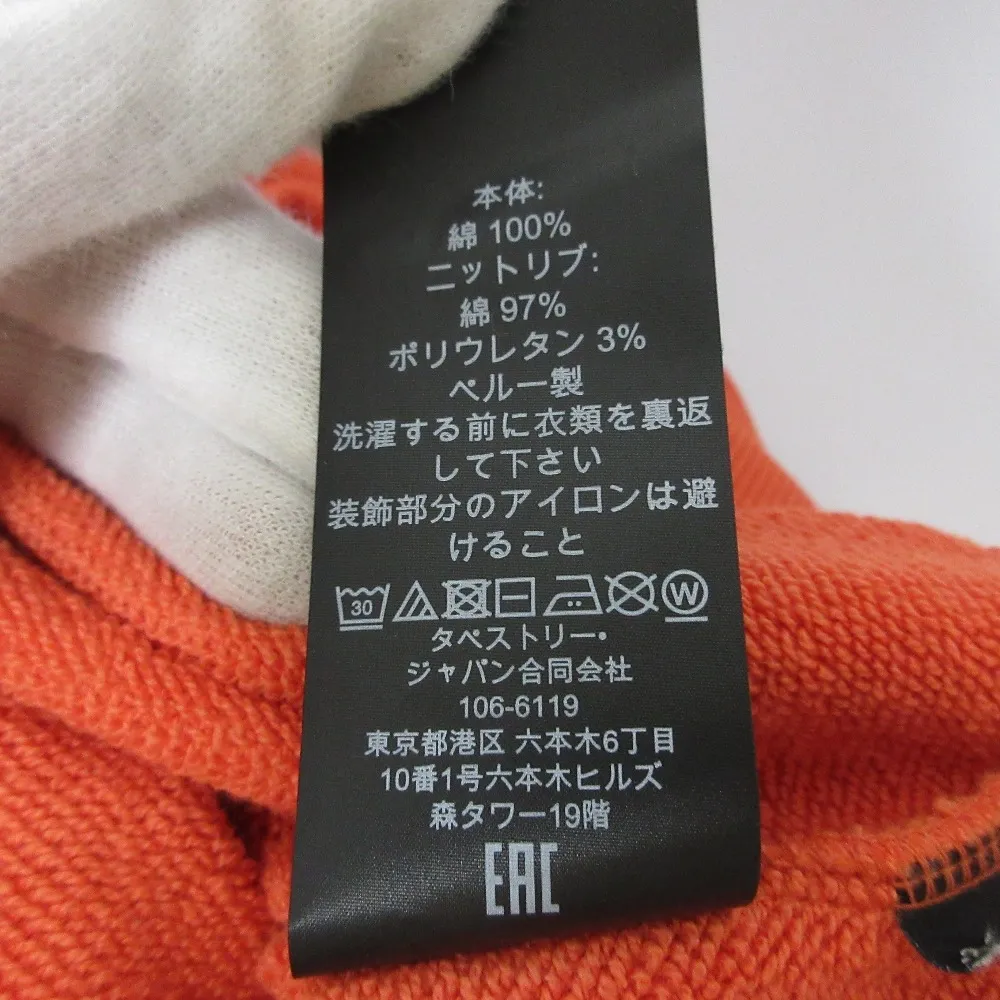 本体:
綿 100%
ニットリブ:
綿 97%
ポリウレタン 3%
ペルー製
洗濯する前に衣類を裏返
して下さい
装飾部分のアイロンは避
けること
30 W
タペストリー•
ジャパン合同会社
106-6119
東京都港区 六本木6丁目
10番1号六本木ヒルズ
森タワー19階
EAC